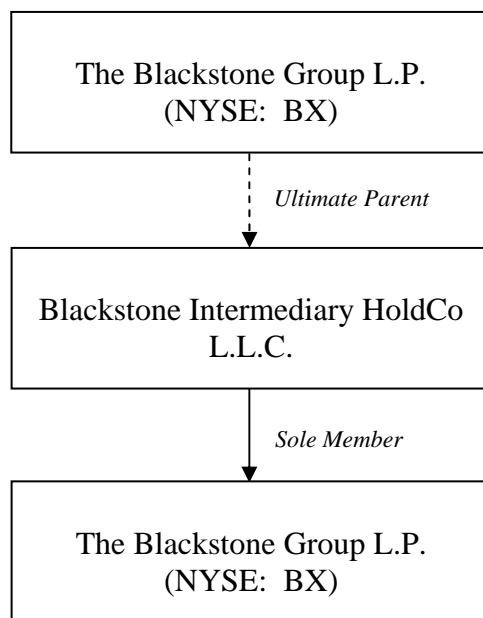 The Blackstone Group L.P.
(NYSE: BX)
Ultimate Parent
Blackstone Intermediary HoldCo
L.L.C.
Sole Member
The Blackstone Group L.P.
(NYSE: BX)